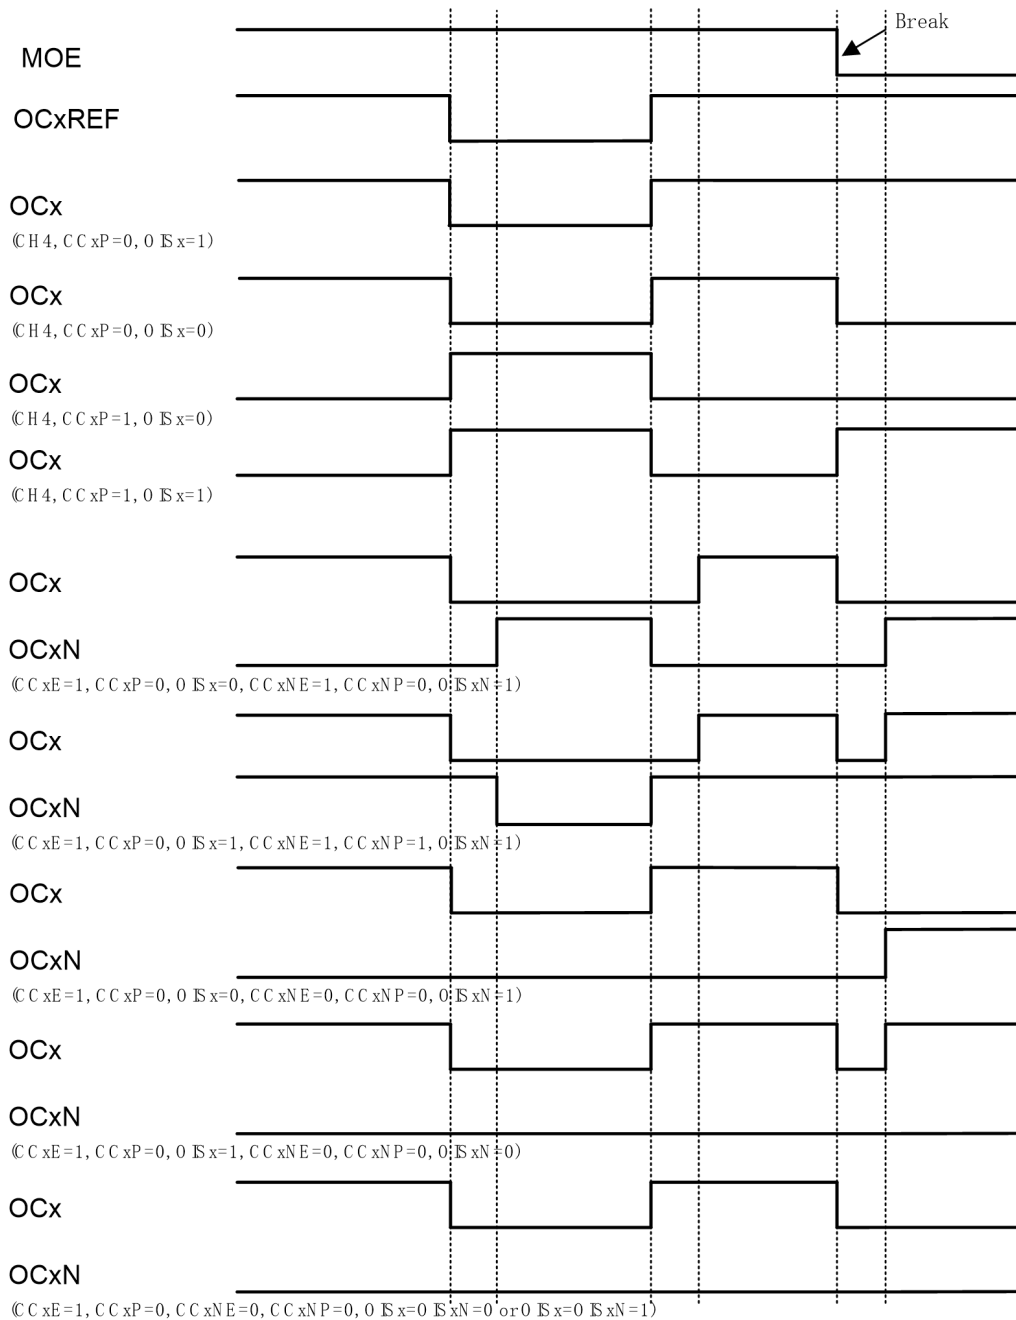 Break
MOE
OCxREF
OCx
(CH4,CCxP=0,OISx=1)
OCx
(CH4,CCxP=0,OISx=0)
OCx
(CH4,CCxP=1,OISx=0)
OCx
(CH4,CCxP=1,OISx=1)
OCx
OCxN
(CCxE=1,CCxP=0,OISx=0,CCxNE=1,CCxNP=0,OISxN=1)
OCx
OCxN
(CCxE=1,CCxP=0,OISx=1,CCxNE=1,CCxNP=1,OISxN=1)
OCx
OCxN
(CCxE=1,CCxP=0,OISx=0,CCxNE=0,CCxNP=0,OISxN=1)
OCx
OCxN
(CCxE=1,CCxP=0,OISx=1,CCxNE=0,CCxNP=0,OISxN=0)
OCx
OCxN
(CCxE=1,CCxP=0,CCxNE=0,CCxNP=0,OISx=0 ISxN=0 or OISx=0 ISxN=1)